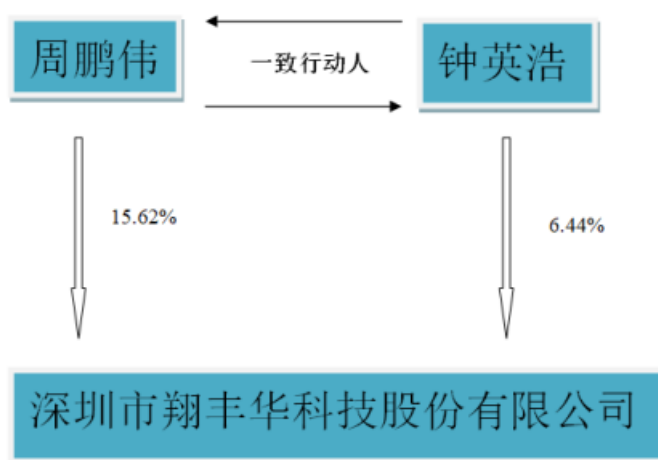 周鹏伟
一致行动人
钟英浩
15.62%
6.44%
深圳市翔丰华科技股份有限公司